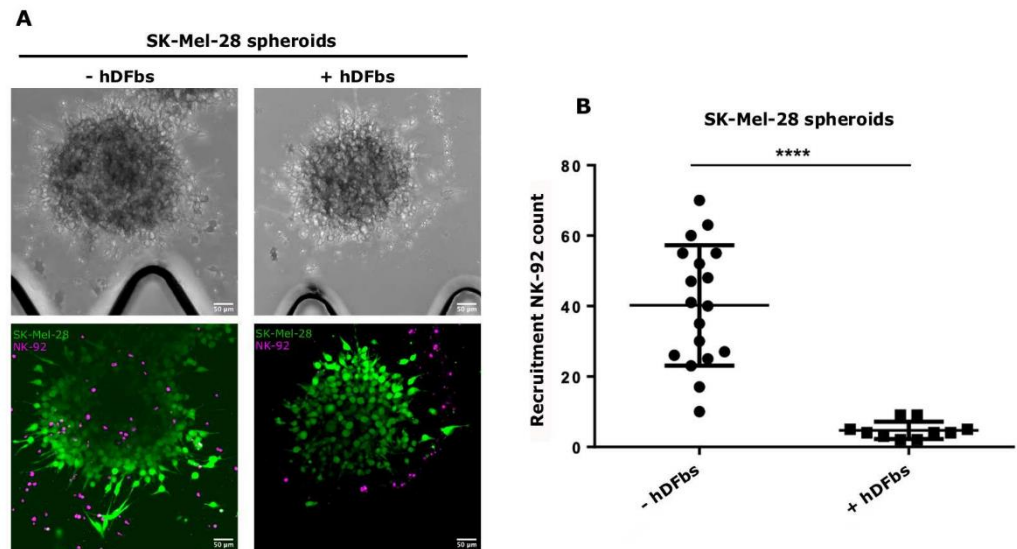 A
SK-Mel-28 spheroids
- hDFbs
+ hDFbs
50 µm
50 µm
SK-Mel-28
NK-92
50 µm
SK-Mel-28
NK-92
50 µm
B
SK-Mel-28 spheroids
****
Recruitment NK-92 count
80
60
40
20
0
- hDFbs
+ hDFbs